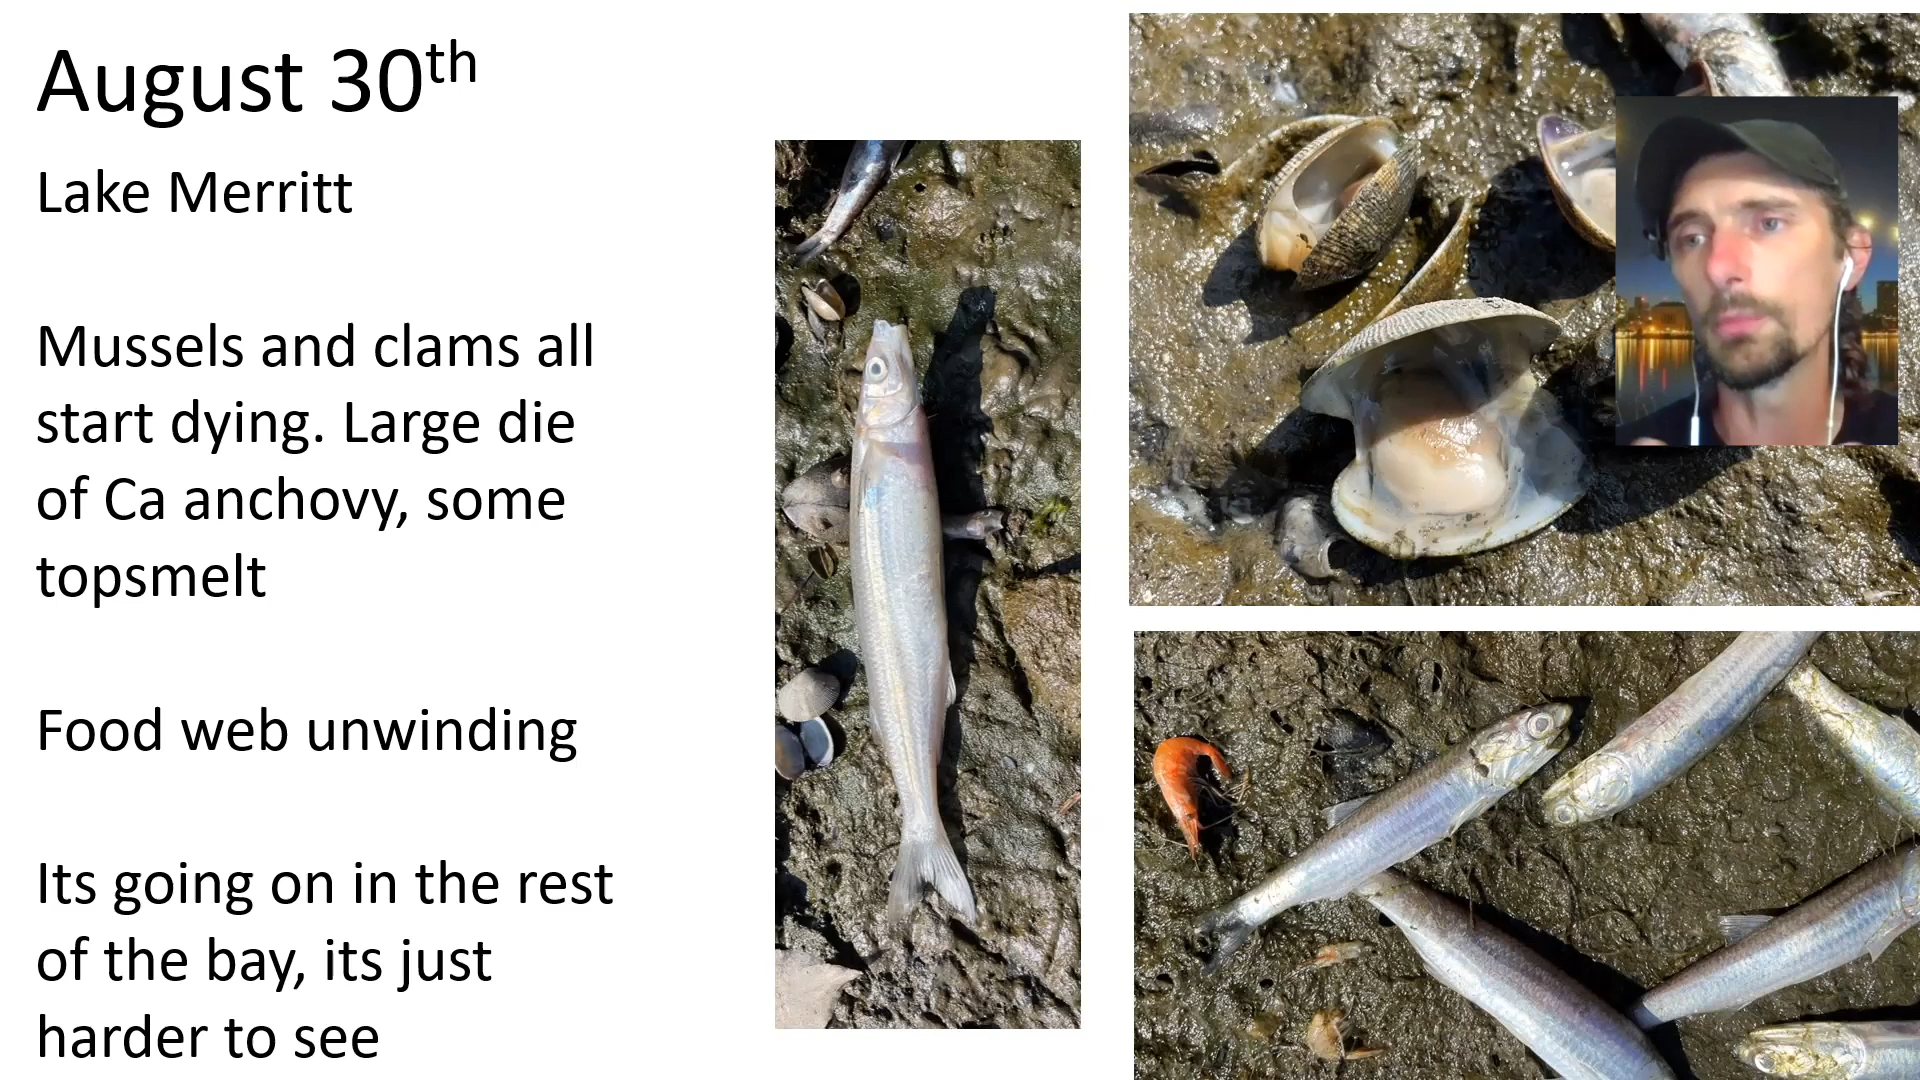 August 30th
Lake Merritt
Mussels and clams all
start dying. Large die
of Ca anchovy, some
topsmelt
Food web unwinding
Its going on in the rest
of the bay, its just
harder to see